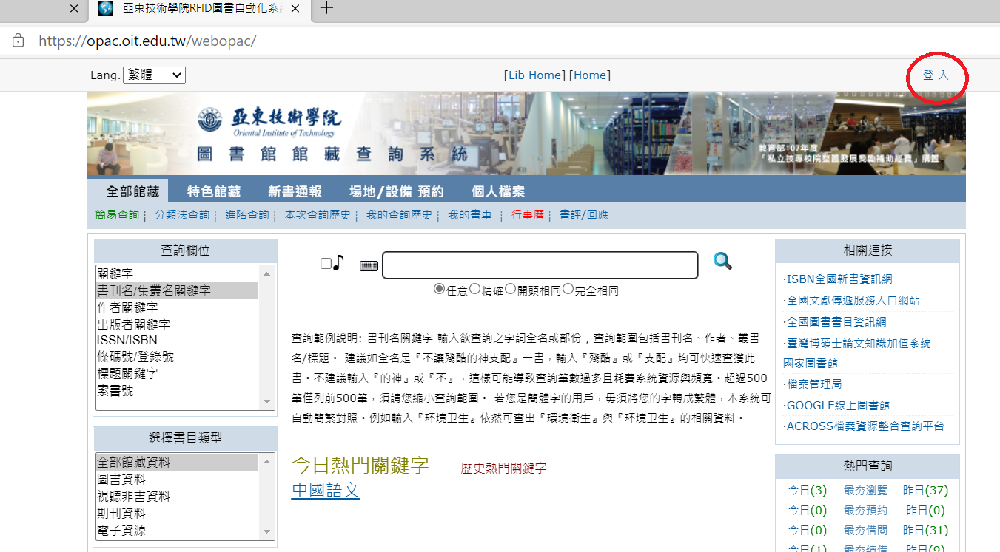 亞東技術學院RFID圖書自動化系
https://opac.oit.edu.tw/webopac/
Lang. 繁體 [Lib Home] [Home] 登 入
亞東技術學院
Oriental Institute of Technology
圖書館館藏查詢系統
教育部107年度
「私立技專校院整體發展獎勵補助經費」購置
全部館藏 特色館藏 新書通報 場地/設備 預約 個人檔案
簡易查詢 ┆ 分類法查詢 ┆ 進階查詢 ┆ 本次查詢歷史 ┆ 我的查詢歷史 ┆ 我的書車 ┆ 行事曆 ┆ 書評/回應
查詢欄位
關鍵字
書刊名/集叢名關鍵字
作者關鍵字
出版者關鍵字
ISSN/ISBN
條碼號/登錄號
標題關鍵字
索書號
選擇書目類型
全部館藏資料
圖書資料
視聽非書資料
期刊資料
電子資源
任意 精確 開頭相同 完全相同
查詢範例說明: 書刊名關鍵字 輸入欲查詢之字詞全名或部份，查詢範圍包括書刊名、作者、叢書
名/標題。 建議如全名是『不讓殘酷的神支配』一書，輸入『殘酷』或『支配』均可快速查獲此
書。不建議輸入『的神』或『不』，這樣可能導致查詢筆數過多且耗費系統資源與頻寬。超過500
筆僅列前500筆，須請您縮小查詢範圍。 若您是簡體字的用戶，毋須將您的字轉成繁體，本系統可
自動簡繁對照。例如輸入『环境卫生』依然可查出『環境衛生』與『环境卫生』的相關資料。
今日熱門關鍵字 歷史熱門關鍵字
中國語文
相關連接
·ISBN全國新書資訊網
·全國文獻傳遞服務入口網站
·全國圖書書目資訊網
·臺灣博碩士論文知識加值系統 -
國家圖書館
·檔案管理局
·GOOGLE線上圖書館
·ACROSS檔案資源整合查詢平台
熱門查詢
今日(3) 最夯瀏覽 昨日(37)
今日(0) 最夯預約 昨日(0)
今日(0) 最夯借閱 昨日(31)
今日(1) 最夯續借 昨日(9)